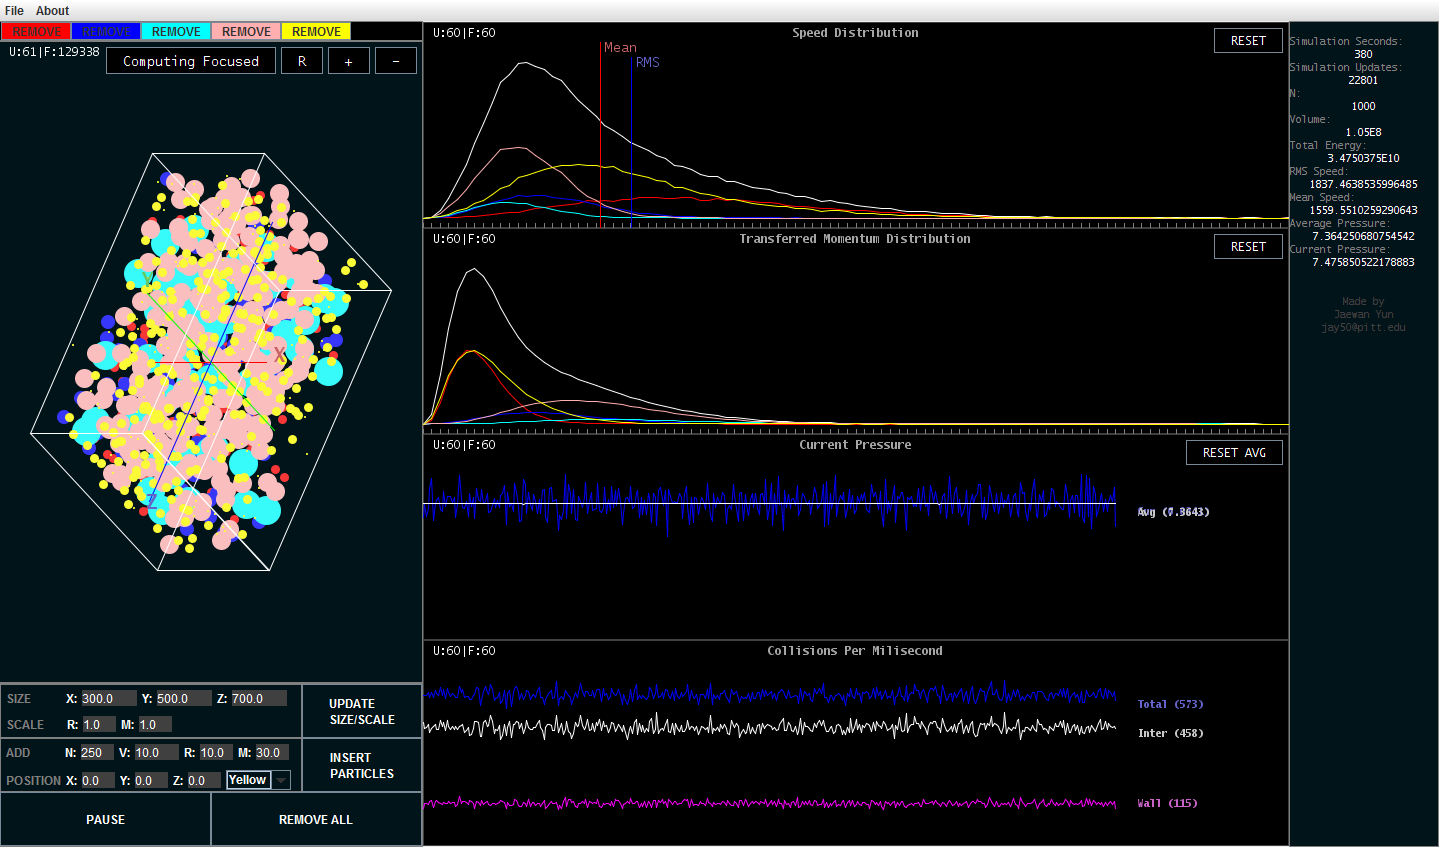 File About
REMOVE REMOVE REMOVE REMOVE REMOVE
U:61|F:129338
Computing Focused R + -
X
Y
Z
SIZE X: 300.0 Y: 500.0 Z: 700.0
SCALE R: 1.0 M: 1.0
UPDATE
SIZE/SCALE
ADD N: 250 V: 10.0 R: 10.0 M: 30.0
POSITION X: 0.0 Y: 0.0 Z: 0.0 Yellow
INSERT
PARTICLES
PAUSE REMOVE ALL
U:60|F:60 Speed Distribution RESET
Mean
RMS
U:60|F:60 Transferred Momentum Distribution RESET
U:60|F:60 Current Pressure RESET AVG
Avg (7.3643)
U:60|F:60 Collisions Per Milisecond
Total (573)
Inter (458)
Wall (115)
Simulation Seconds:
380
Simulation Updates:
22801
N:
1000
Volume:
1.05E8
Total Energy:
3.4750375E10
RMS Speed:
1837.4638535996485
Mean Speed:
1559.5510259290643
Average Pressure:
7.364250680754542
Current Pressure:
7.475850522178883
Made by
Jaewan Yun
jay50@pitt.edu